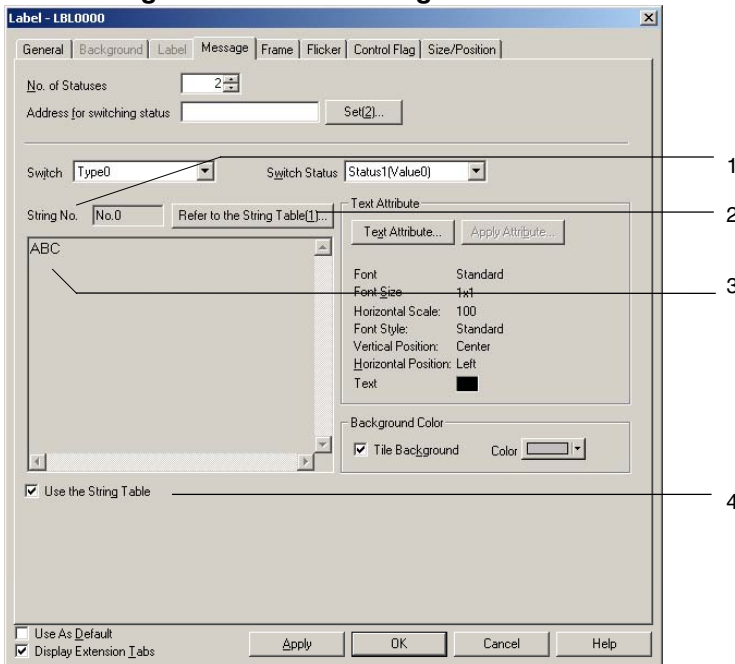 Label - LBL0000
General Background Label Message Frame Flicker Control Flag Size/Position
No. of Statuses 2
Address for switching status Set(2)...
Switch Type0 Switch Status Status1(Value0)
1
String No. No.0 Refer to the String Table(1)...
Text Attribute
2
Text Attribute... Apply Attribute...
ABC
Font Standard
3
Font Size 1x1
Horizontal Scale: 100
Font Style: Standard
Vertical Position: Center
Horizontal Position: Left
Text
Background Color
Tile Background Color
Use the String Table
4
Use As Default
Display Extension Tabs
Apply OK Cancel Help